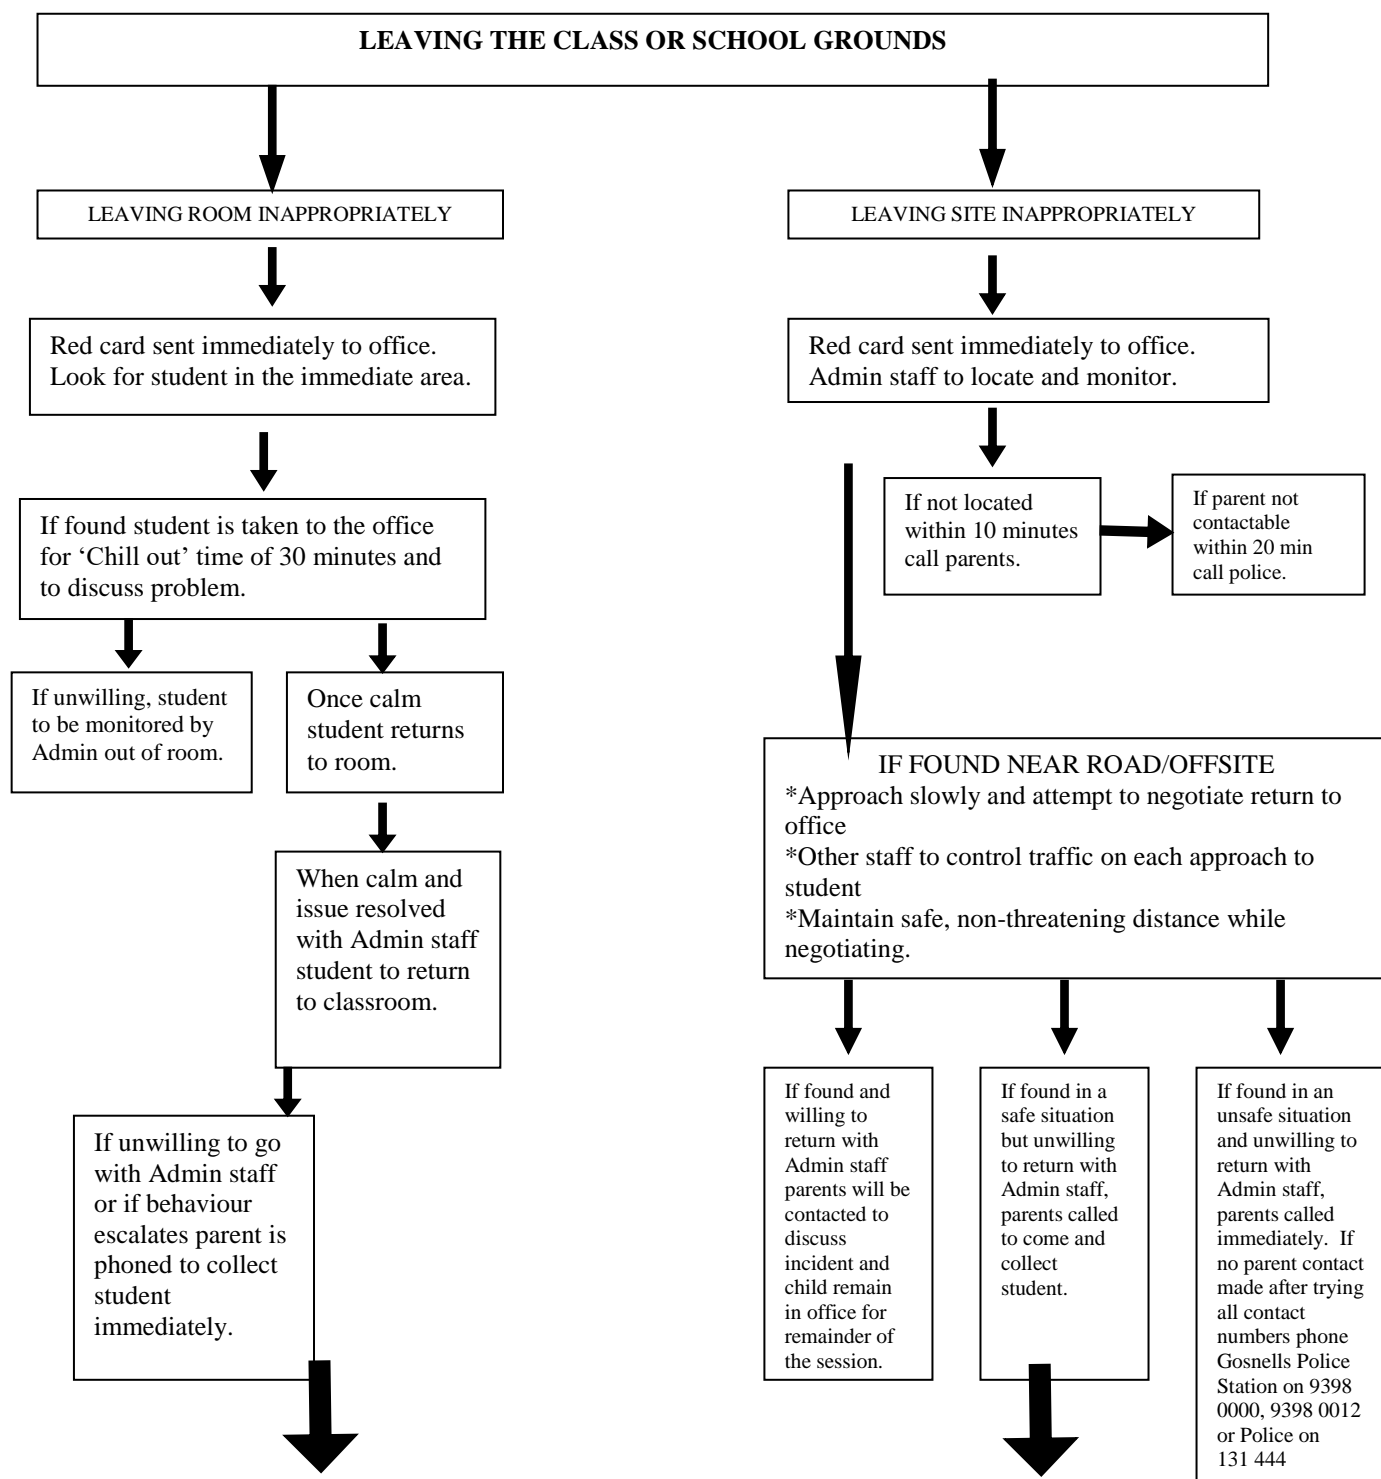 LEAVING THE CLASS OR SCHOOL GROUNDS
LEAVING ROOM INAPPROPRIATELY
LEAVING SITE INAPPROPRIATELY
Red card sent immediately to office.
Look for student in the immediate area.
Red card sent immediately to office.
Admin staff to locate and monitor.
If found student is taken to the office
for ‘Chill out’ time of 30 minutes and
to discuss problem.
If not located
within 10 minutes
call parents.
If parent not
contactable
within 20 min
call police.
If unwilling, student
to be monitored by
Admin out of room.
Once calm
student returns
to room.
IF FOUND NEAR ROAD/OFFSITE
*Approach slowly and attempt to negotiate return to
office
*Other staff to control traffic on each approach to
student
*Maintain safe, non-threatening distance while
negotiating.
When calm and
issue resolved
with Admin staff
student to return
to classroom.
If unwilling to go
with Admin staff
or if behaviour
escalates parent is
phoned to collect
student
immediately.
If found and
willing to
return with
Admin staff
parents will be
contacted to
discuss
incident and
child remain
in office for
remainder of
the session.
If found in a
safe situation
but unwilling
to return with
Admin staff,
parents called
to come and
collect
student.
If found in an
unsafe situation
and unwilling to
return with
Admin staff,
parents called
immediately.  If
no parent contact
made after trying
all contact
numbers phone
Gosnells Police
Station on 9398
0000, 9398 0012
or Police on
131 444